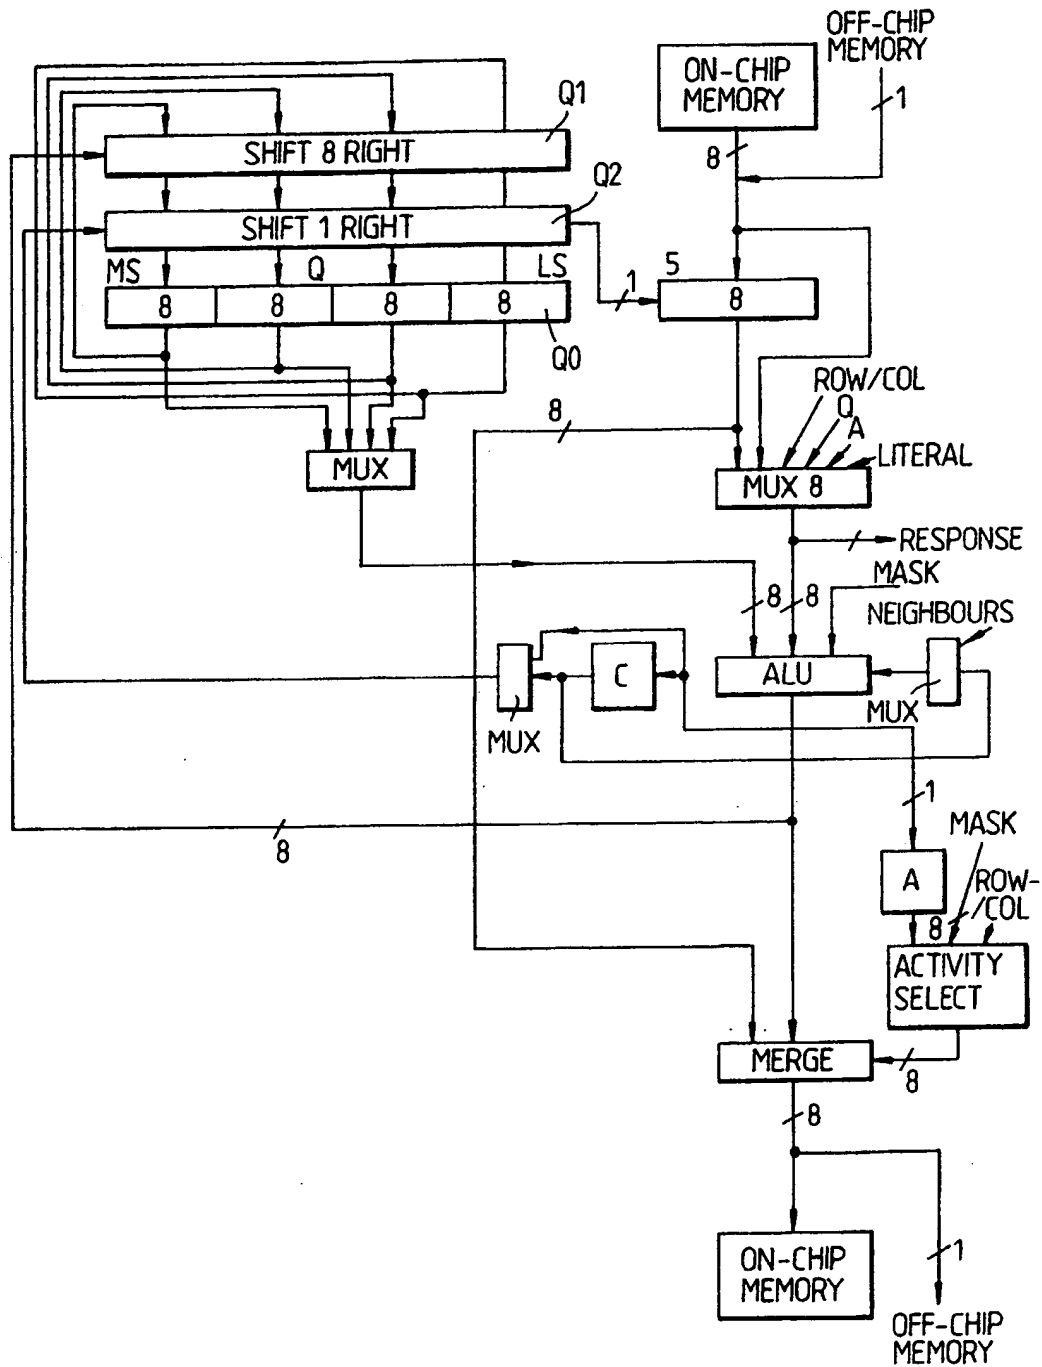 OFF-CHIP
MEMORY
ON-CHIP
MEMORY
1
8
Q1
SHIFT 8 RIGHT
Q2
SHIFT 1 RIGHT
MS
Q
LS
5
1
8
8
8
8
8
Q0
ROW/COL
Q
A
LITERAL
8
MUX
MUX 8
RESPONSE
MASK
8
8
NEIGHBOURS
C
ALU
MUX
MUX
1
MASK
8
A
ROW-
/COL
8
ACTIVITY
SELECT
MERGE
8
8
ON-CHIP
MEMORY
1
OFF-CHIP
MEMORY